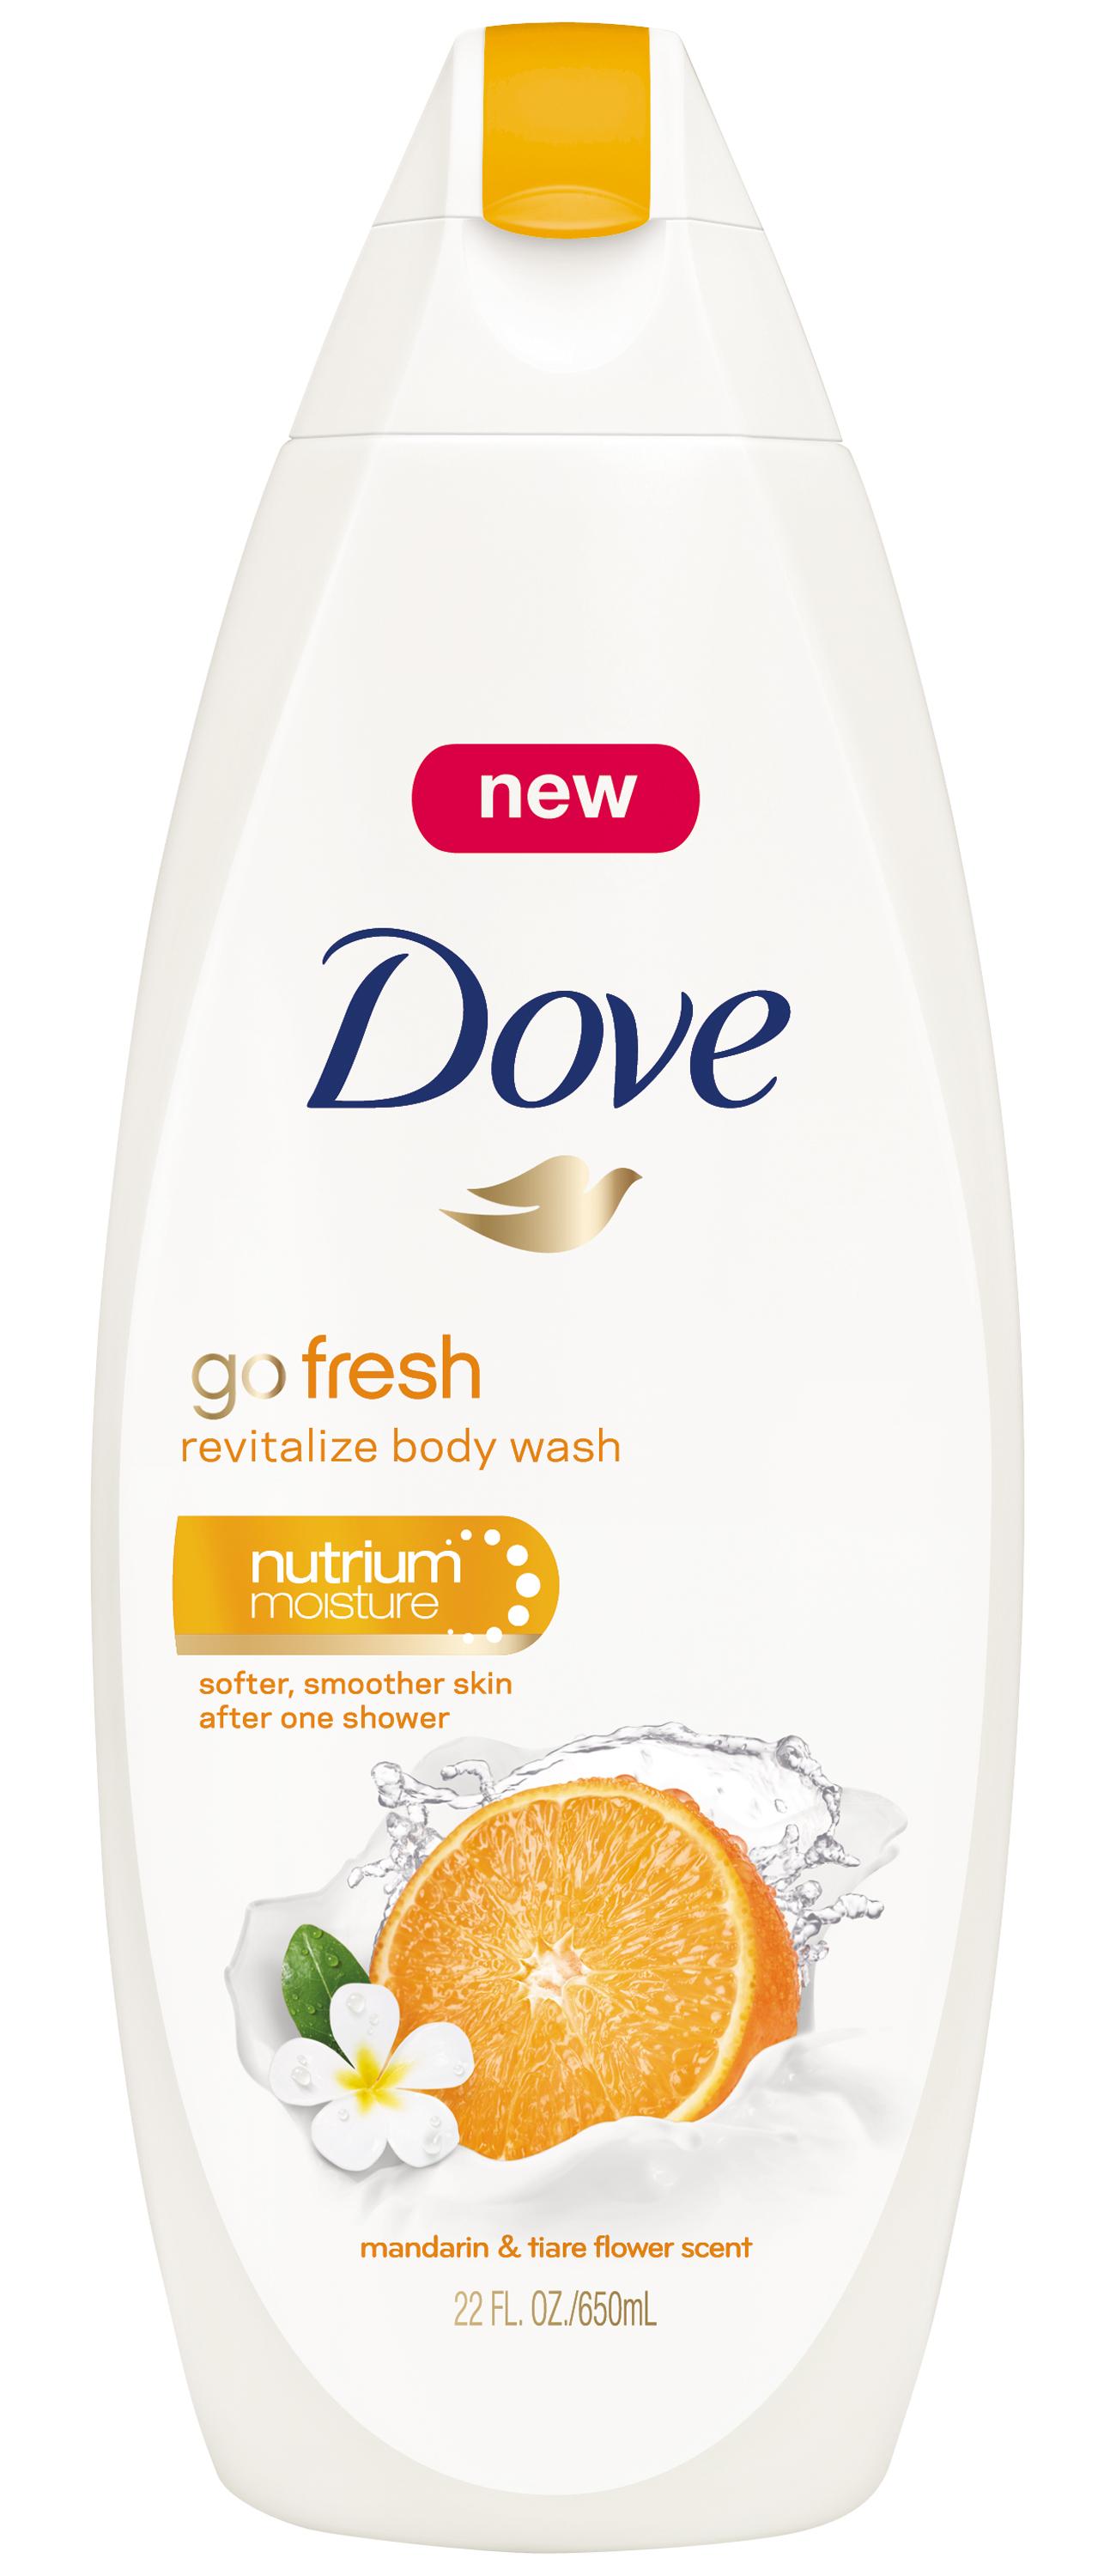 new
Dove
go fresh
revitalize body wash
nutrium
moisture
softer, smoother skin
after one shower
mandarin & tiare flower scent
22 FL. OZ./650mL